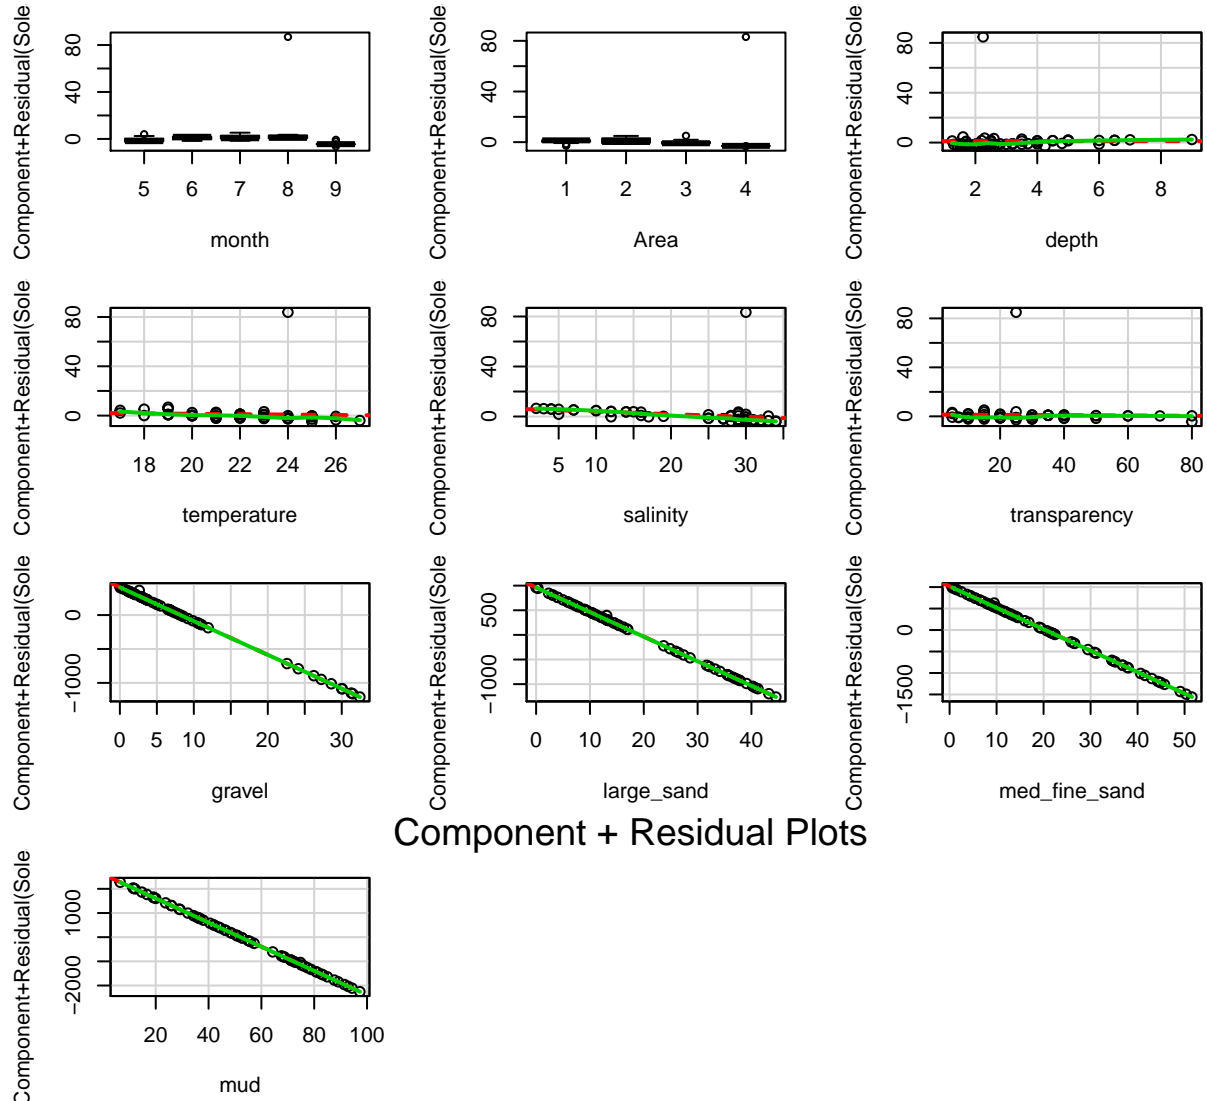 Component+Residual(Sole
0 40 80
5 6 7 8 9
month
Component+Residual(Sole
0 40 80
1 2 3 4
Area
Component+Residual(Sole
0 40 80
2 4 6 8
depth
Component+Residual(Sole
0 40 80
18 20 22 24 26
temperature
Component+Residual(Sole
0 40 80
5 10 20 30
salinity
Component+Residual(Sole
0 40 80
20 40 60 80
transparency
Component+Residual(Sole
−1000 0
0 5 10 20 30
gravel
Component+Residual(Sole
−1000 500
0 10 20 30 40
large_sand
Component+Residual(Sole
−1500 0
0 10 20 30 40 50
med_fine_sand
Component + Residual Plots
Component+Residual(Sole
−2000 1000
20 40 60 80 100
mud